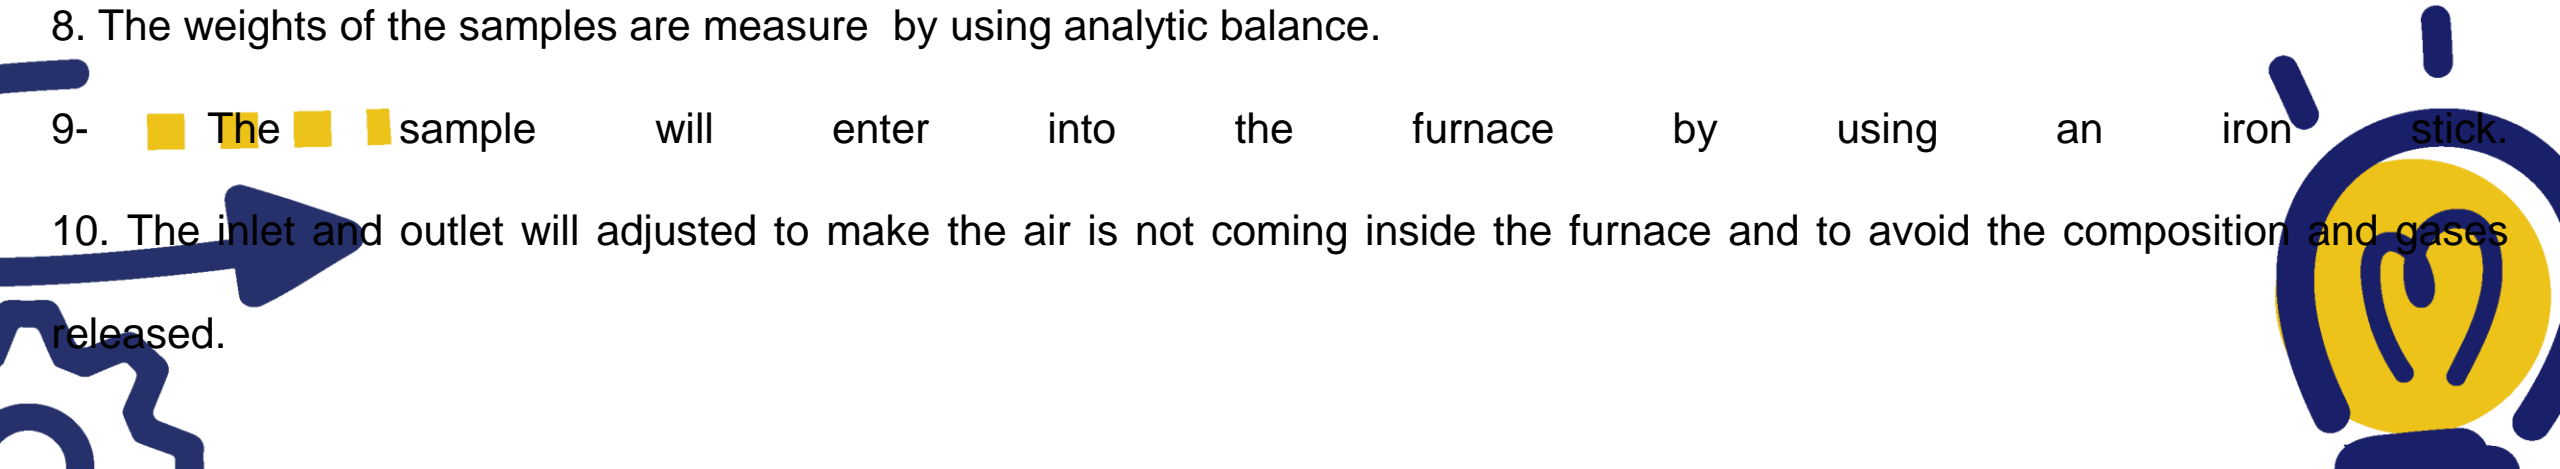 8. The weights of the samples are measure  by using analytic balance.
9- The sample will enter into the furnace by using an iron stick.
10. The inlet and outlet will adjusted to make the air is not coming inside the furnace and to avoid the composition and gases
released.